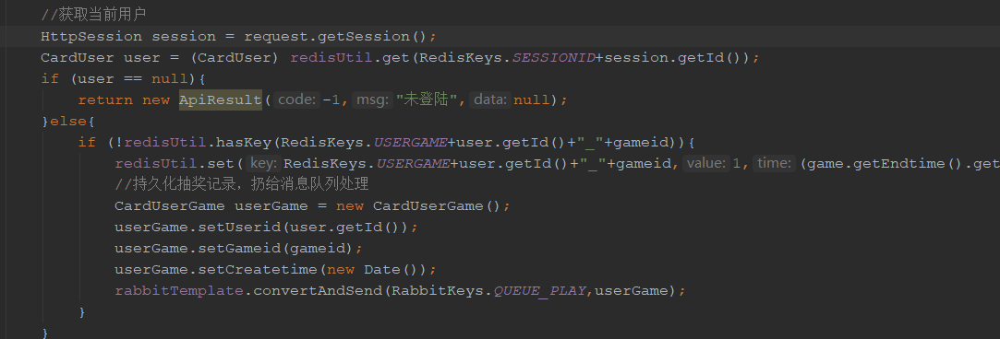 //获取当前用户
HttpSession session = request.getSession();
CardUser user = (CardUser) redisUtil.get(RedisKeys.SESSIONID+session.getId());
if (user == null){
return new ApiResult( code: -1, msg: "未登陆", data: null);
}else{
if (!redisUtil.hasKey(RedisKeys.USERGAME+user.getId()+"_"+gameid)){
redisUtil.set( key: RedisKeys.USERGAME+user.getId()+"_"+gameid, value: 1, time: (game.getEndtime().get
//持久化抽奖记录，扔给消息队列处理
CardUserGame userGame = new CardUserGame();
userGame.setUserid(user.getId());
userGame.setGameid(gameid);
userGame.setCreatetime(new Date());
rabbitTemplate.convertAndSend(RabbitKeys.QUEUE_PLAY,userGame);
}
}